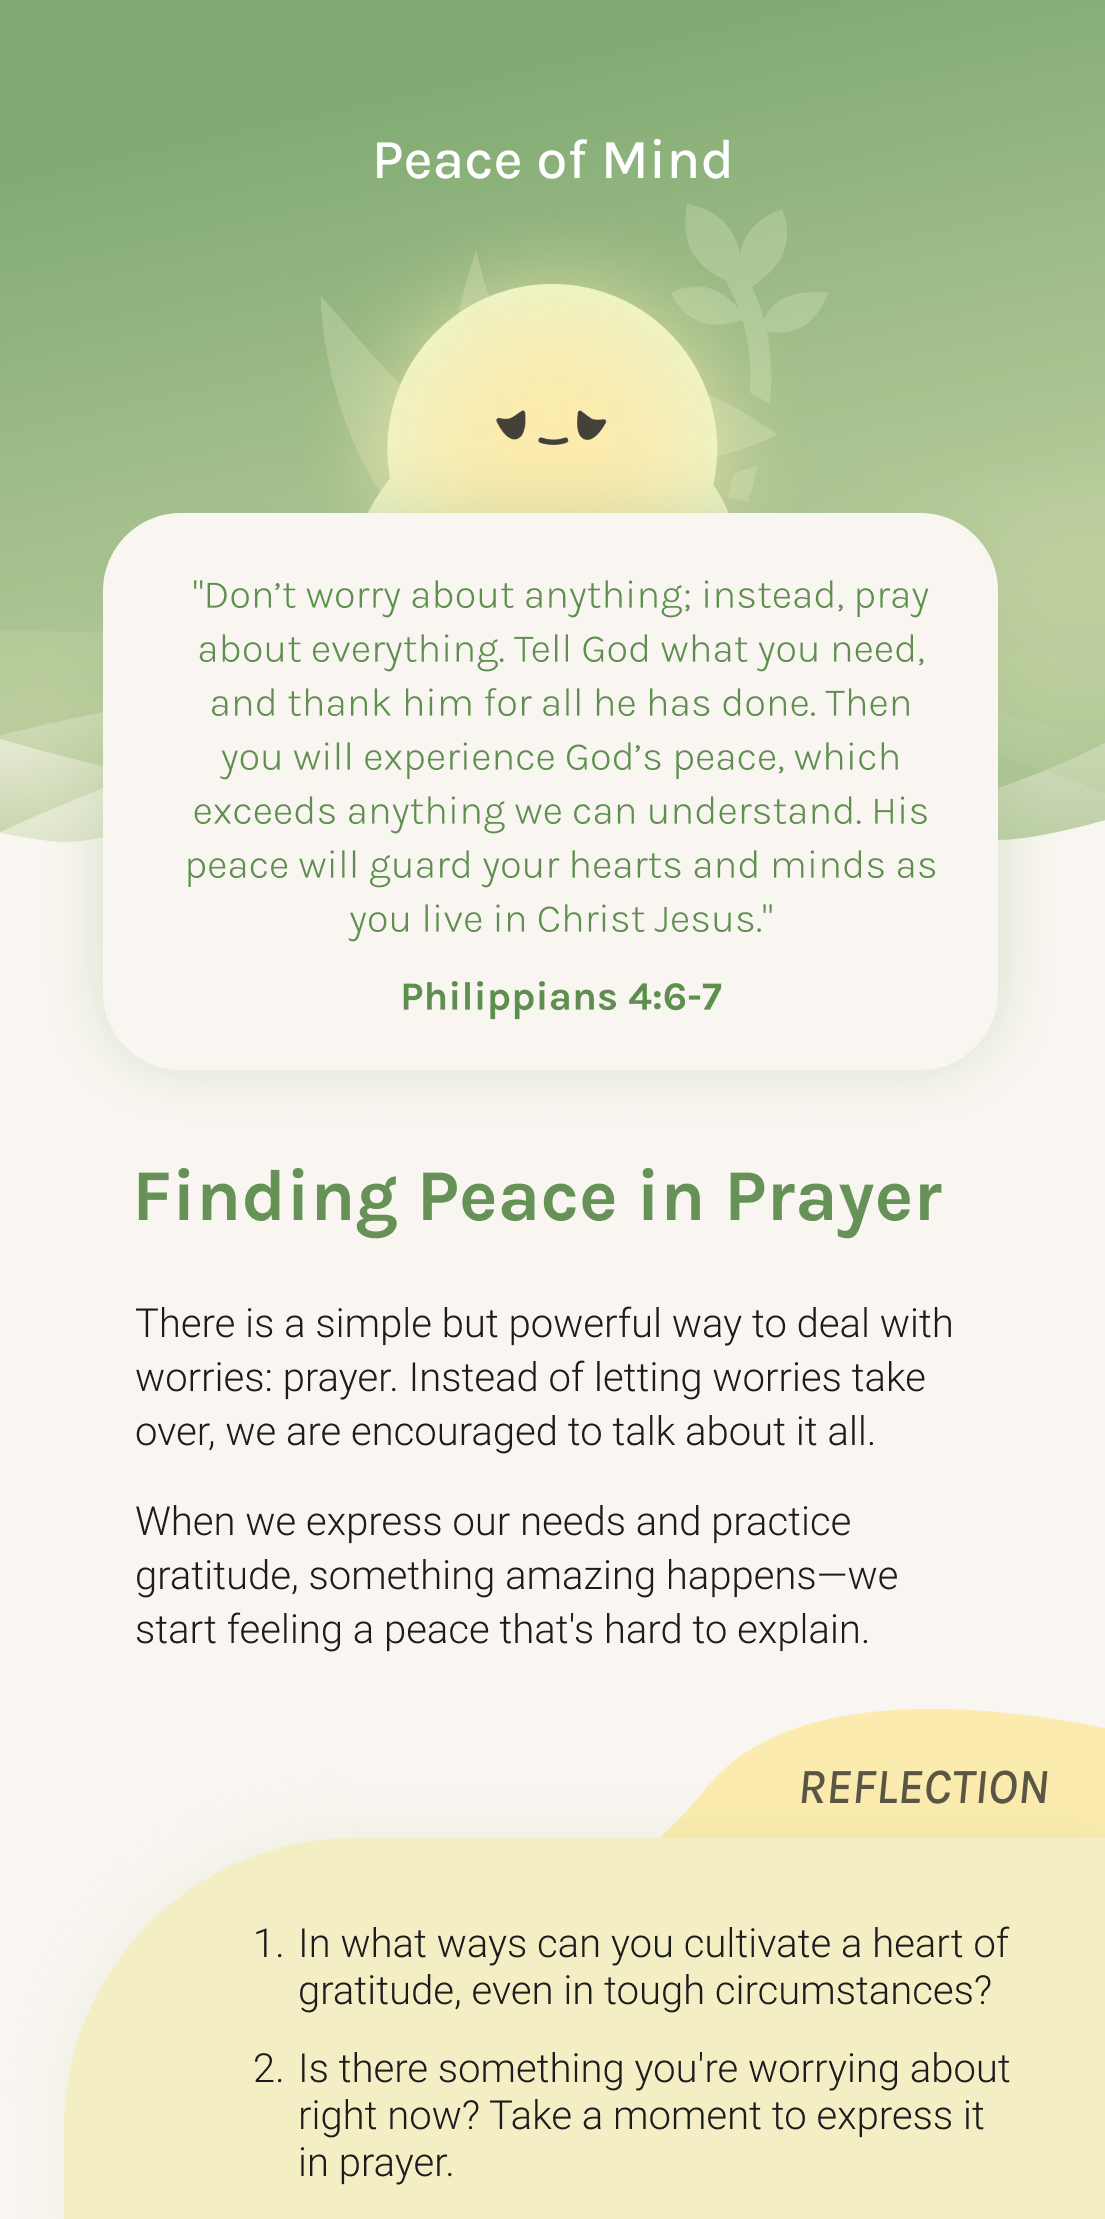 Peace of Mind
"Don’t worry about anything; instead, pray
about everything. Tell God what you need,
and thank him for all he has done. Then
you will experience God’s peace, which
exceeds anything we can understand. His
peace will guard your hearts and minds as
you live in Christ Jesus."
Philippians 4:6-7
Finding Peace in Prayer
There is a simple but powerful way to deal with
worries: prayer. Instead of letting worries take
over, we are encouraged to talk about it all.
When we express our needs and practice
gratitude, something amazing happens—we
start feeling a peace that's hard to explain.
REFLECTION
1. In what ways can you cultivate a heart of
gratitude, even in tough circumstances?
2. Is there something you're worrying about
right now? Take a moment to express it
in prayer.